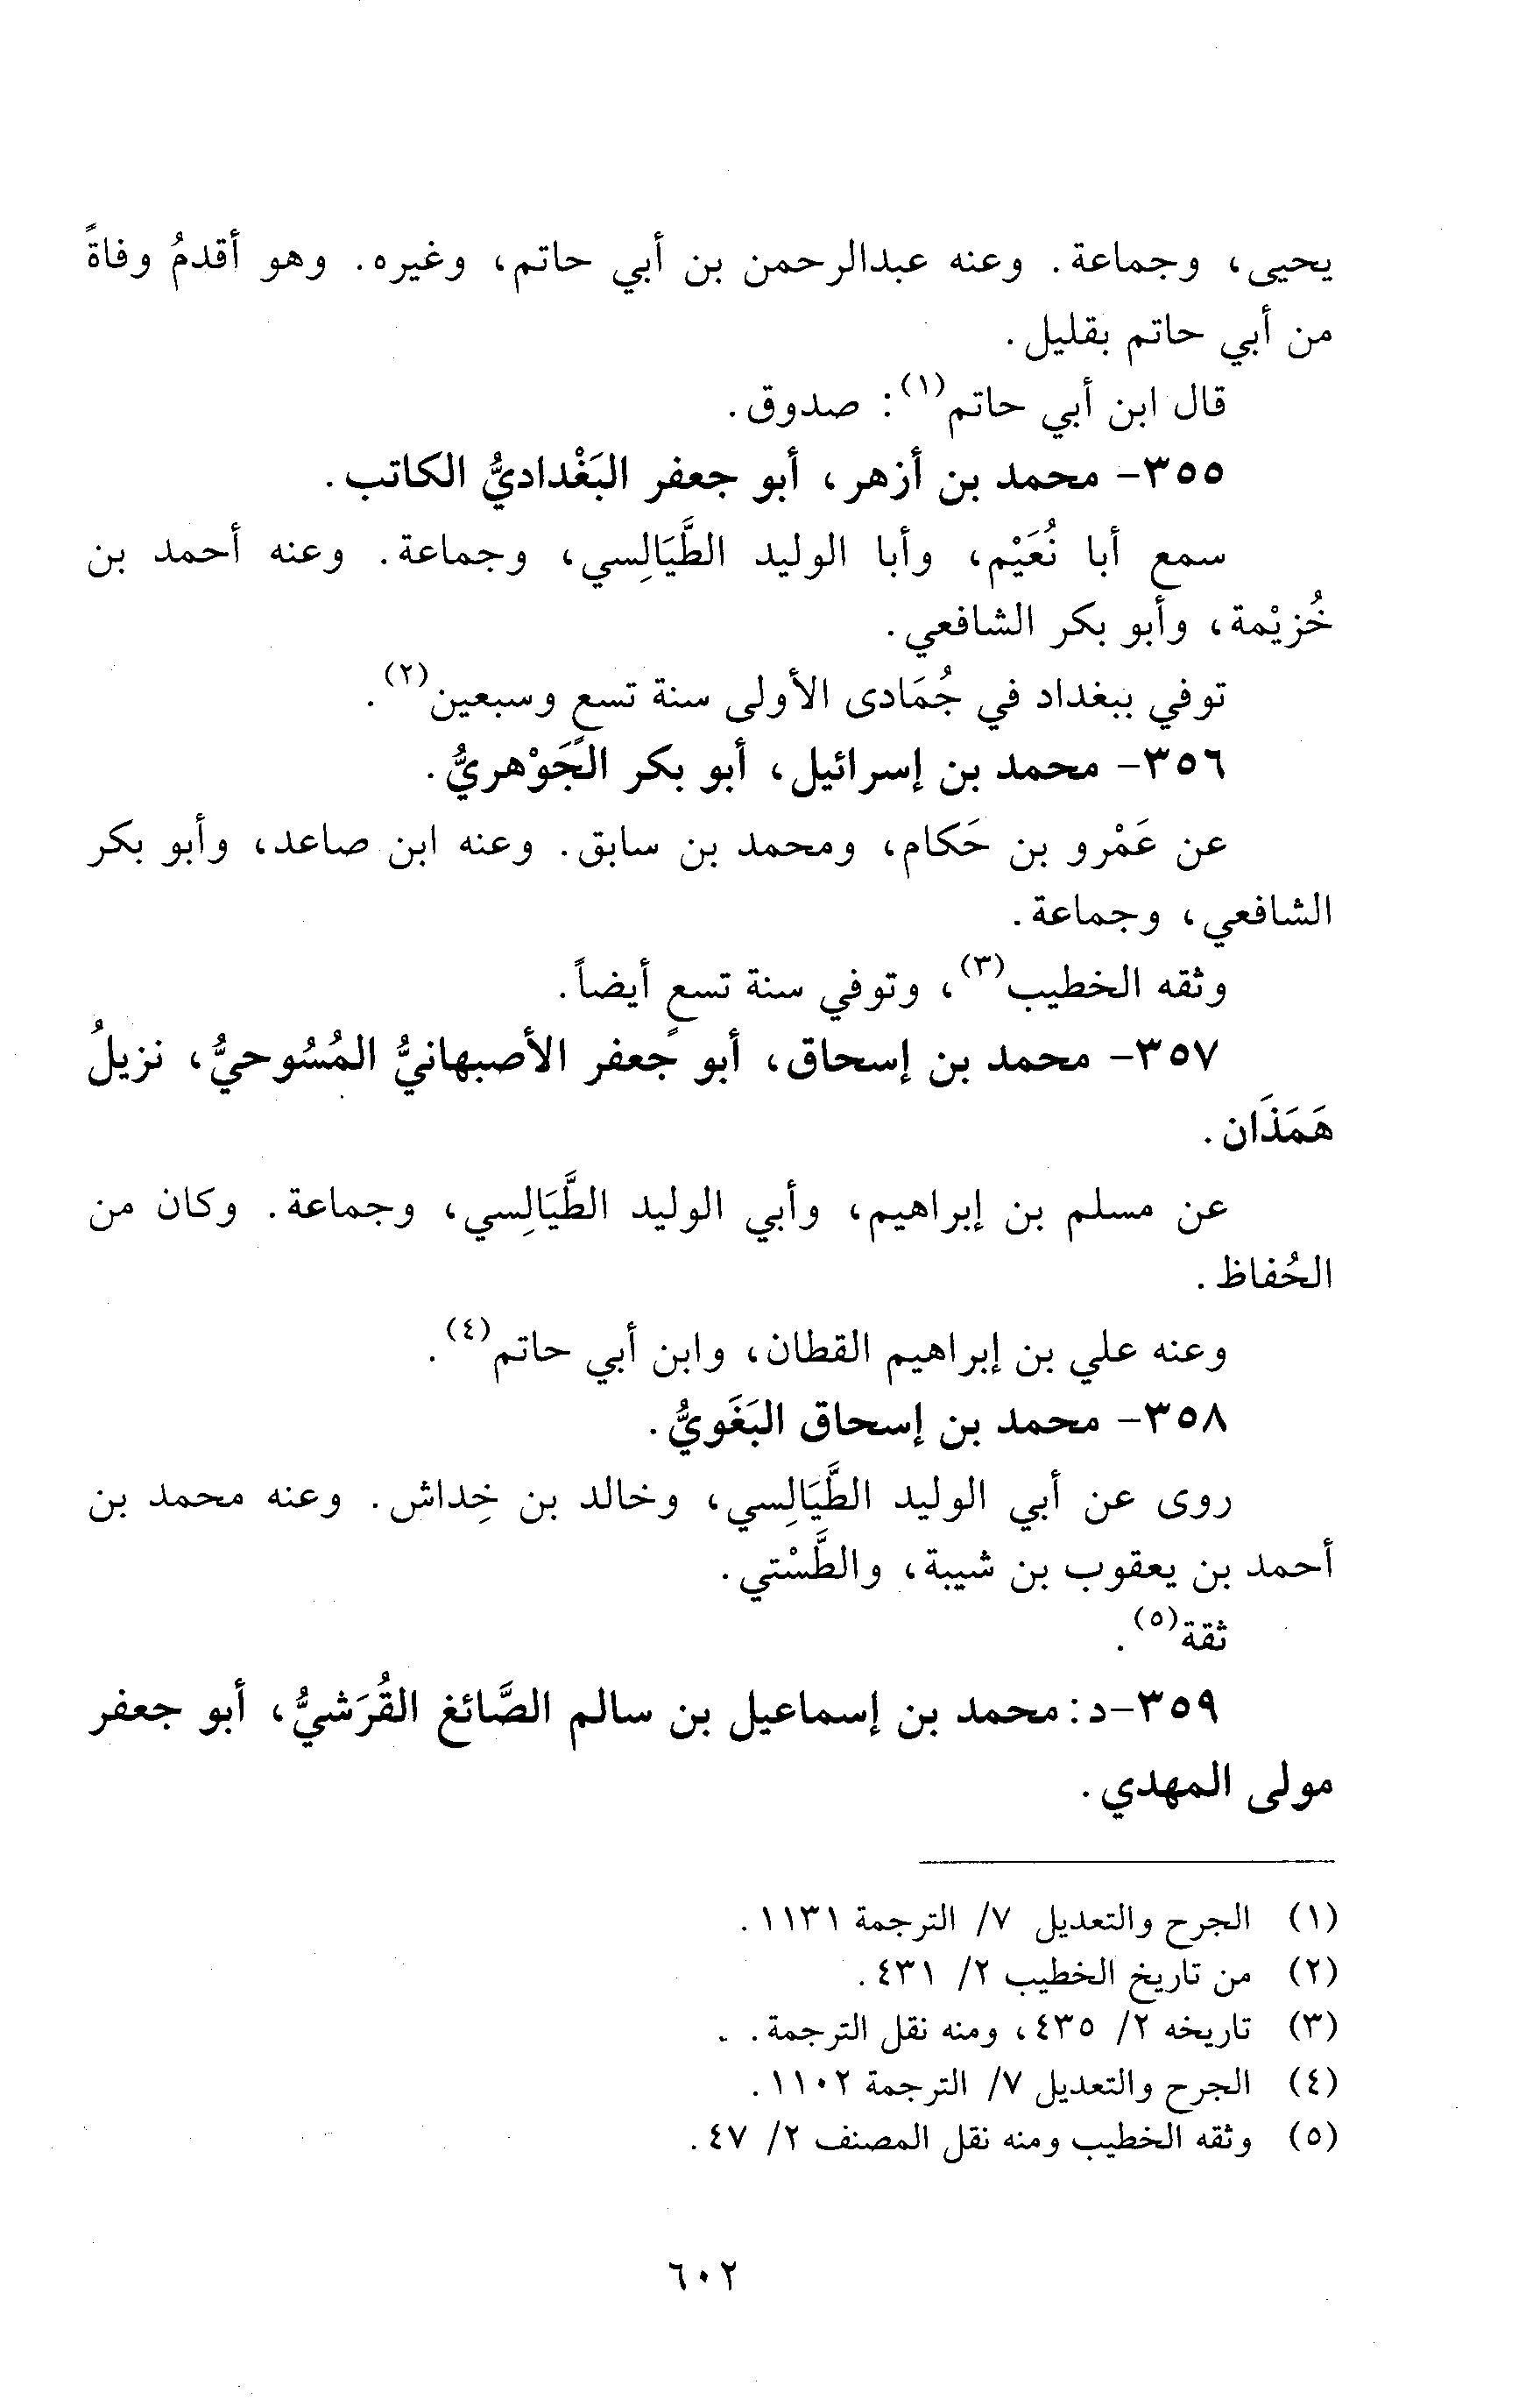 يحيى، وجماعة. وعنه عبدالرحمن بن أبي حاتم، وغيره. وهو أقدمُ وفاةً
من أبي حاتم بقليل.
قال ابن أبي حاتم(١): صدوق.
٣٥٥- محمد بن أزهر، أبو جعفر البَغْداديُّ الكاتب.
سمع أبا نُعَيْم، وأبا الوليد الطَّيَالِسي، وجماعة. وعنه أحمد بن
خُزيْمة، وأبو بكر الشافعي.
توفي ببغداد في جُمَادى الأولى سنة تسعٍ وسبعين(٢).
٣٥٦- محمد بن إسرائيل، أبو بكر الجَوْهريُّ.
عن عَمْرو بن حَكام، ومحمد بن سابق. وعنه ابن صاعد، وأبو بكر
الشافعي، وجماعة.
وثقه الخطيب(٣)، وتوفي سنة تسعٍ أيضاً.
٣٥٧- محمد بن إسحاق، أبو جعفر الأصبهانيُّ المُسُوحيُّ، نزيلُ
هَمَذَان.
عن مسلم بن إبراهيم، وأبي الوليد الطَّيَالِسي، وجماعة. وكان من
الحُفاظ.
وعنه علي بن إبراهيم القطان، وابن أبي حاتم(٤).
٣٥٨- محمد بن إسحاق البَغَويُّ.
روى عن أبي الوليد الطَّيَالِسي، وخالد بن خِداش. وعنه محمد بن
أحمد بن يعقوب بن شيبة، والطَّسْتي.
ثقة(٥).
٣٥٩-د: محمد بن إسماعيل بن سالم الصَّائغ القُرَشيُّ، أبو جعفر
مولى المهدي.
(١) الجرح والتعديل ٧/ الترجمة ١١٣١.
(٢) من تاريخ الخطيب ٢/ ٤٣١.
(٣) تاريخه ٢/ ٤٣٥، ومنه نقل الترجمة.
(٤) الجرح والتعديل ٧/ الترجمة ١١٠٢.
(٥) وثقه الخطيب ومنه نقل المصنف ٢/ ٤٧.
٦٠٢